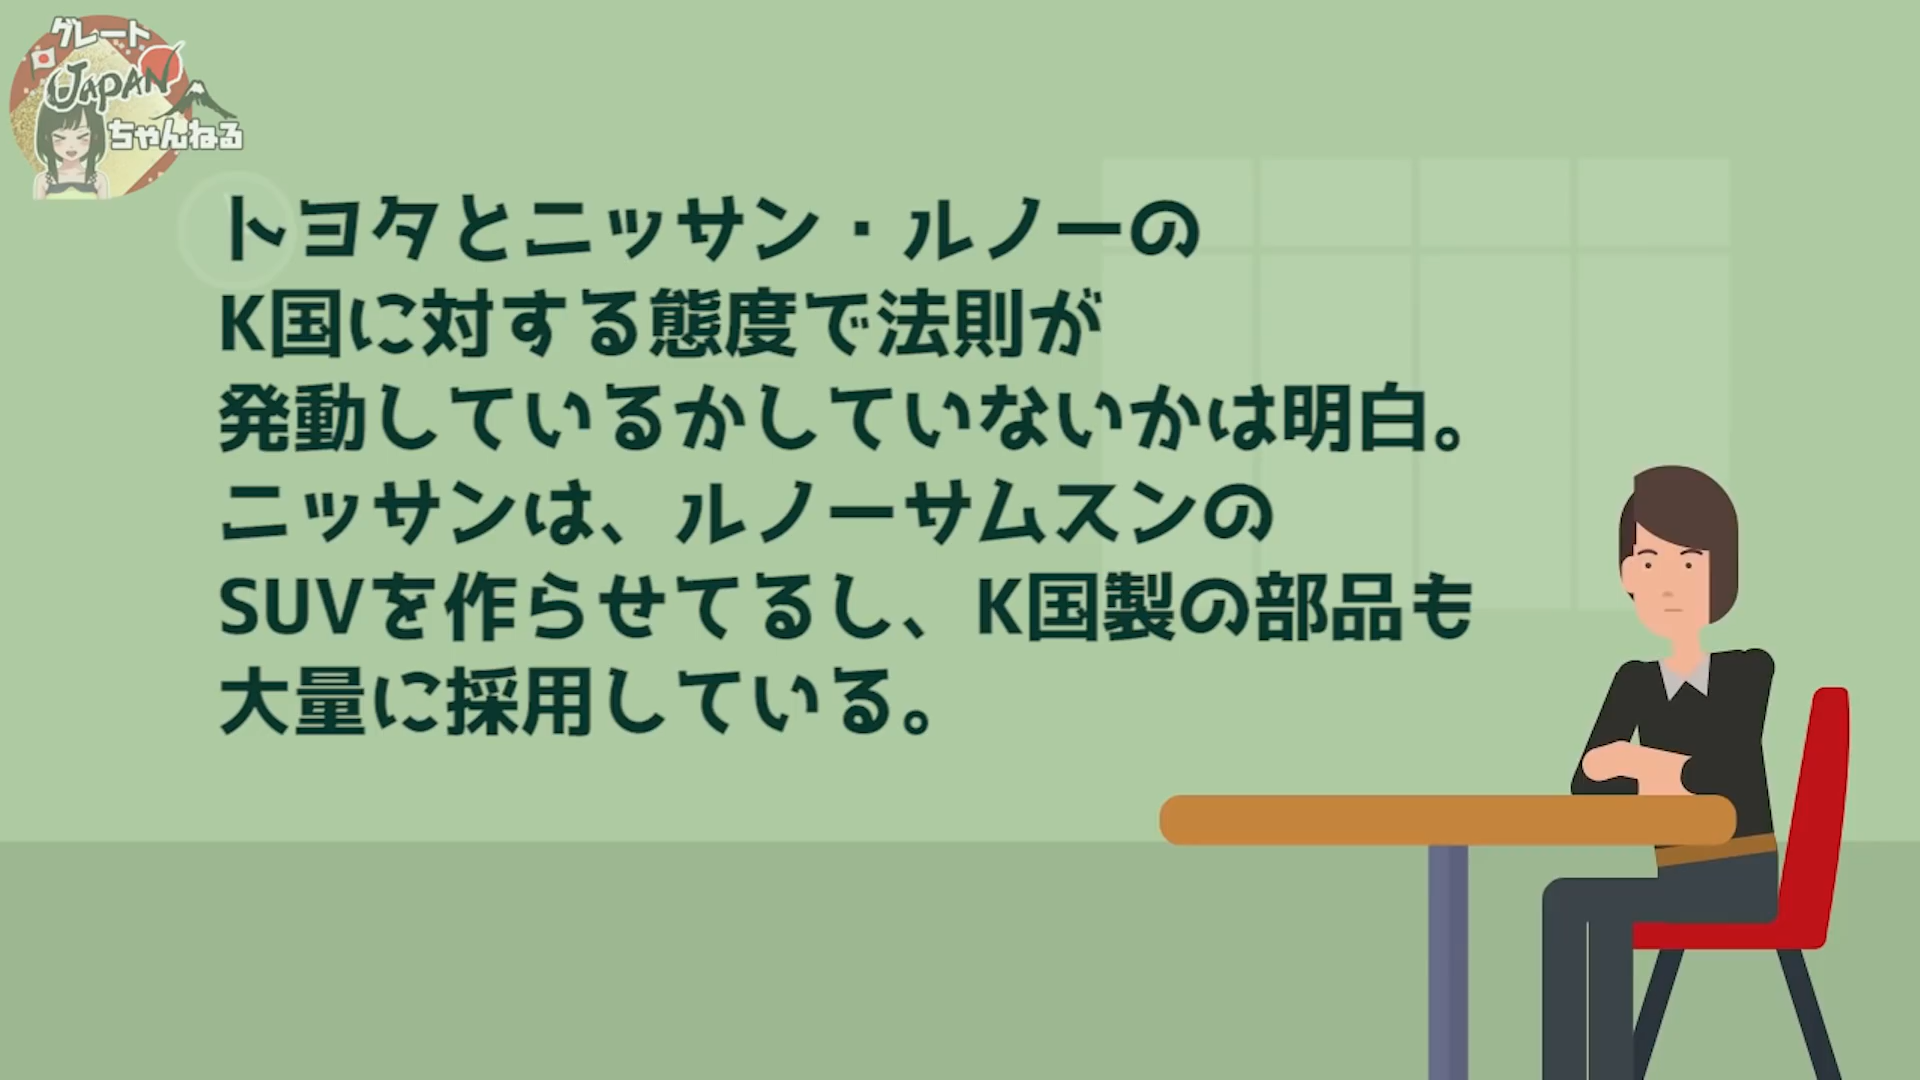 グレート
JAPAN
ちゃんねる
トヨタとニッサン・ルノーの
K国に対する態度で法則が
発動しているかしていないかは明白。
ニッサンは、ルノーサムスンの
SUVを作らせてるし、K国製の部品も
大量に採用している。